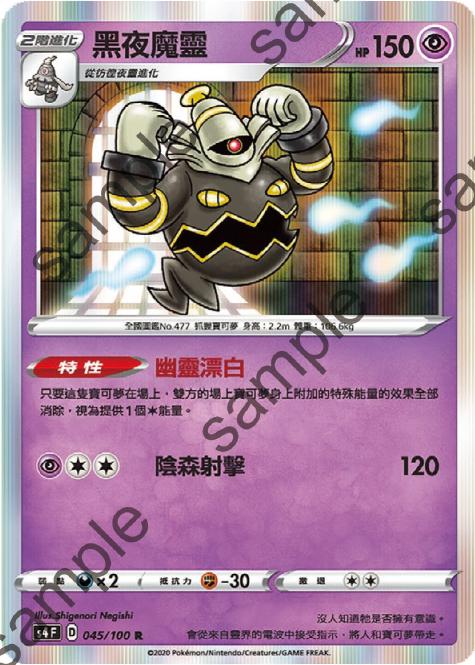 2階進化
黑夜魔靈
HP 150
從彷徨夜靈進化
全國圖鑑No.477 抓握寶可夢 身高：2.2m 體重：106.6kg
特性
幽靈漂白
只要這隻寶可夢在場上，雙方的場上寶可夢身上附加的特殊能量的效果全部
消除，視為提供1個能量。
陰森射擊 120
弱點 ×2 抵抗力 -30 撤退
Illus. Shigenori Negishi
s4 F D 045/100 R
沒人知道牠是否擁有意識。
會從來自靈界的電波中接受指示，將人和寶可夢帶走。
©2020 Pokémon/Nintendo/Creatures/GAME FREAK.
sample
sample
sample
sample
sample
sample
sample
sample